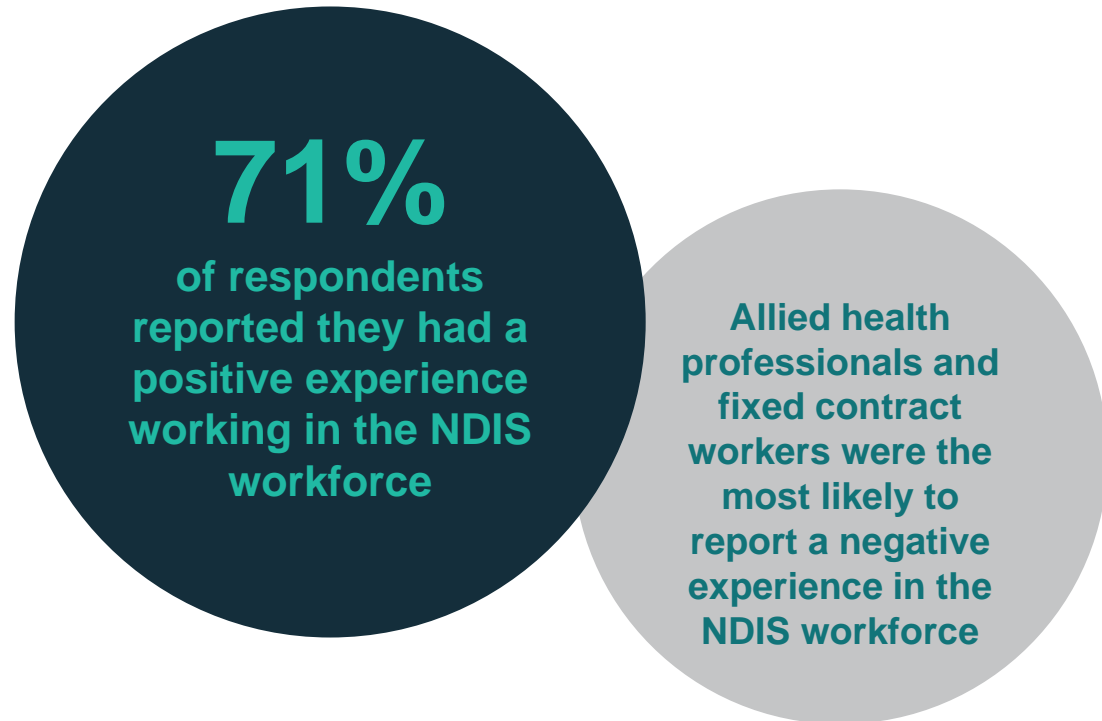 71%
of respondents
reported they had a
positive experience
working in the NDIS
workforce
Allied health
professionals and
fixed contract
workers were the
most likely to
report a negative
experience in the
NDIS workforce